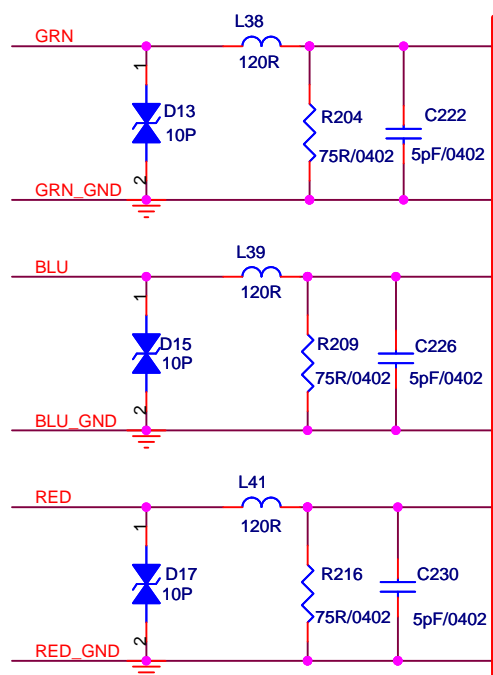 GRN
L38
120R
1
D13
10P
2
R204
75R/0402
C222
5pF/0402
GRN_GND
BLU
L39
120R
1
D15
10P
2
R209
75R/0402
C226
5pF/0402
BLU_GND
RED
L41
120R
1
D17
10P
2
R216
75R/0402
C230
5pF/0402
RED_GND